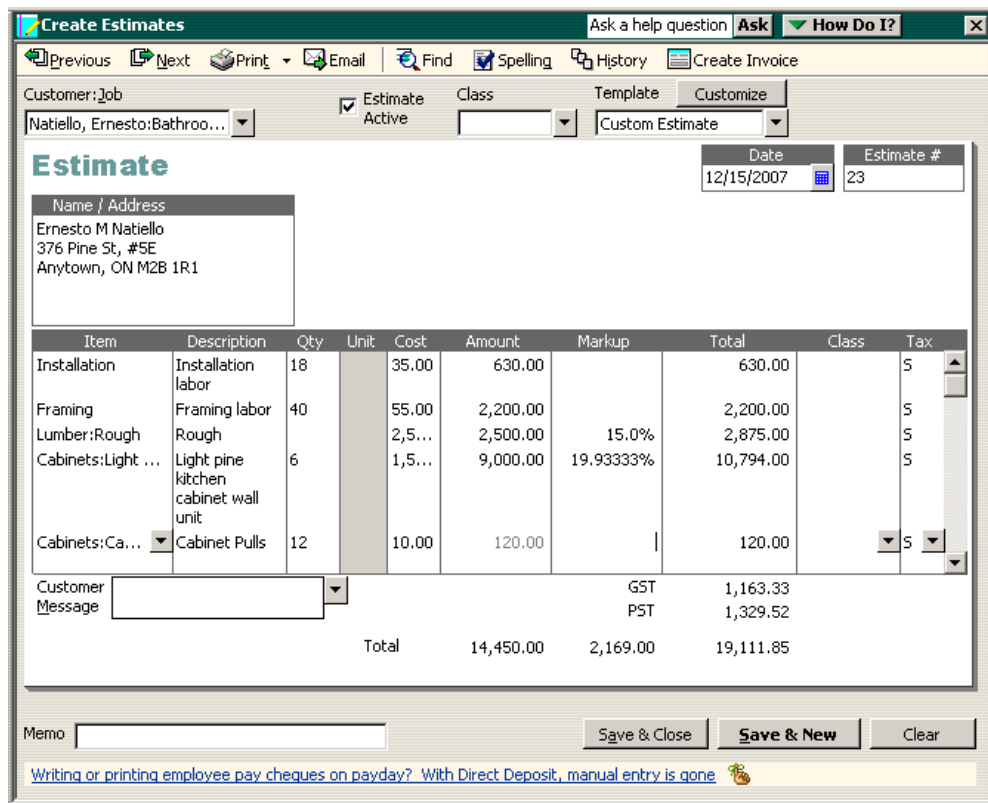 Create Estimates Ask a help question Ask How Do I?
Previous Next Print Email Find Spelling History Create Invoice
Customer:Job Estimate Active Class Template Customize
Natiello, Ernesto:Bathroo... Custom Estimate
Estimate
Date Estimate #
12/15/2007 23
Name / Address
Ernesto M Natiello
376 Pine St, #5E
Anytown, ON M2B 1R1
Item Description Qty Unit Cost Amount Markup Total Class Tax
Installation Installation labor 18 35.00 630.00 630.00 S
Framing Framing labor 40 55.00 2,200.00 2,200.00 S
Lumber:Rough Rough 2,5... 2,500.00 15.0% 2,875.00 S
Cabinets:Light ... Light pine kitchen cabinet wall unit 6 1,5... 9,000.00 19.93333% 10,794.00 S
Cabinets:Ca... Cabinet Pulls 12 10.00 120.00 120.00 S
Customer Message
GST 1,163.33
PST 1,329.52
Total 14,450.00 2,169.00 19,111.85
Memo Save & Close Save & New Clear
Writing or printing employee pay cheques on payday? With Direct Deposit, manual entry is gone